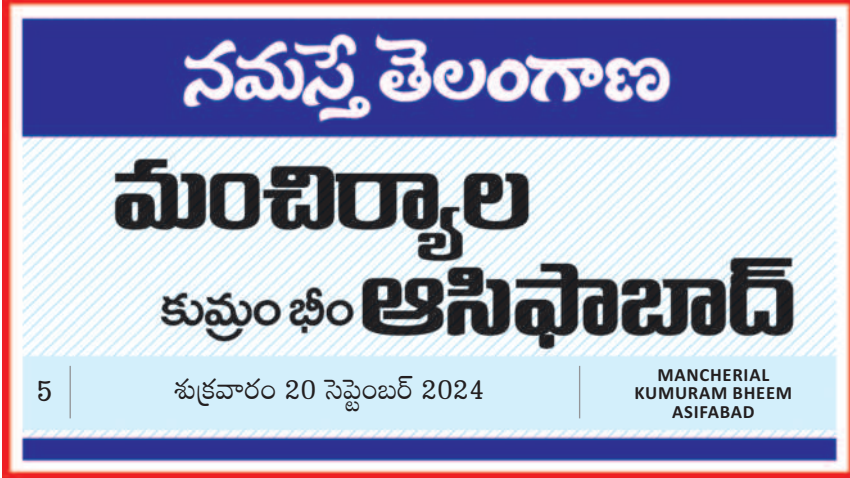 నమస్తే తెలంగాణ
మంచిర్యాల
కుమ్రం భీం ఆసిఫాబాద్
5
శుక్రవారం 20 సెప్టెంబర్ 2024
MANCHERIAL
KUMURAM BHEEM
ASIFABAD